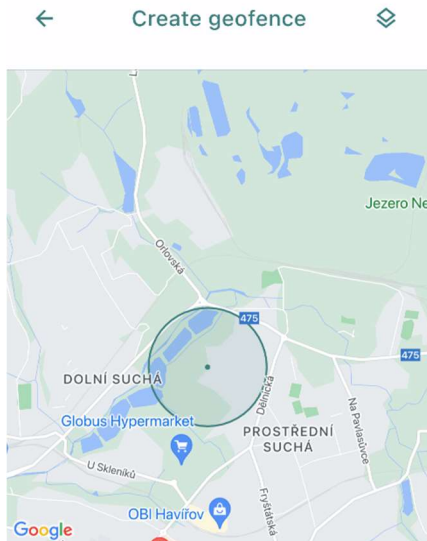 Create geofence
Jezero Ne
Orlovská
475
475
DOLNÍ SUCHÁ
Dělnická
Globus Hypermarket
Na Pavlasůvce
PROSTŘEDNÍ
SUCHÁ
U Skleníků
Fryštátská
OBI Havířov
Google